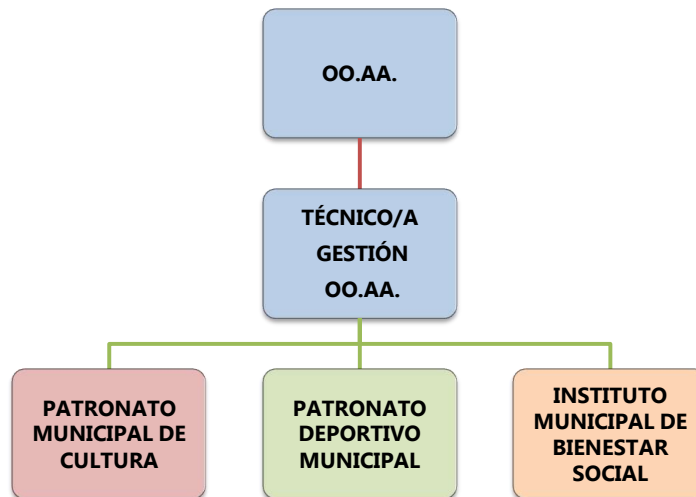 OO.AA.
TÉCNICO/A
GESTIÓN
OO.AA.
PATRONATO
MUNICIPAL DE
CULTURA
PATRONATO
DEPORTIVO
MUNICIPAL
INSTITUTO
MUNICIPAL DE
BIENESTAR
SOCIAL